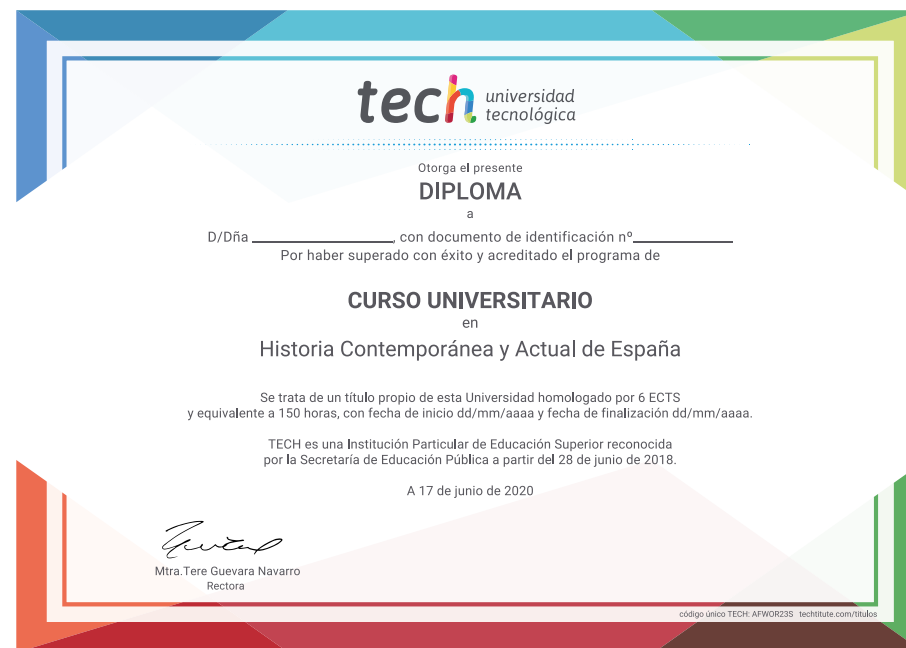 tech universidad
tecnológica
Otorga el presente
DIPLOMA
a
D/Dña ____________________, con documento de identificación nº______________
Por haber superado con éxito y acreditado el programa de
CURSO UNIVERSITARIO
en
Historia Contemporánea y Actual de España
Se trata de un título propio de esta Universidad homologado por 6 ECTS
y equivalente a 150 horas, con fecha de inicio dd/mm/aaaa y fecha de finalización dd/mm/aaaa.
TECH es una Institución Particular de Educación Superior reconocida
por la Secretaría de Educación Pública a partir del 28 de junio de 2018.
A 17 de junio de 2020
Mtra.Tere Guevara Navarro
Rectora
código único TECH: AFWOR23S techtitute.com/titulos